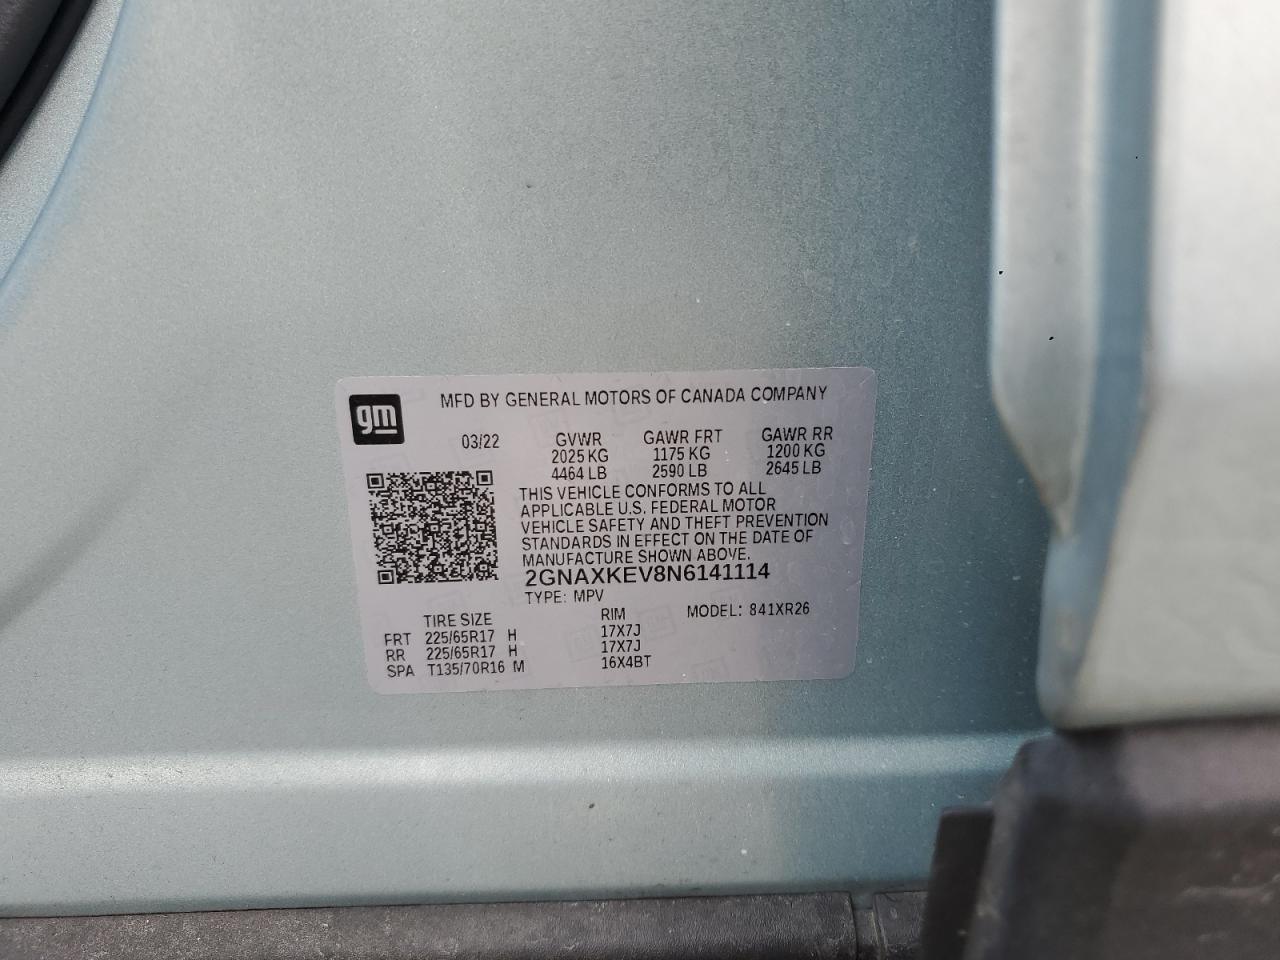 gm
MFD BY GENERAL MOTORS OF CANADA COMPANY
03/22 GVWR GAWR FRT GAWR RR
2025 KG 1175 KG 1200 KG
4464 LB 2590 LB 2645 LB
THIS VEHICLE CONFORMS TO ALL
APPLICABLE U.S. FEDERAL MOTOR
VEHICLE SAFETY AND THEFT PREVENTION
STANDARDS IN EFFECT ON THE DATE OF
MANUFACTURE SHOWN ABOVE.
2GNAXKEV8N6141114
TYPE: MPV
TIRE SIZE RIM MODEL: 841XR26
FRT 225/65R17 H 17X7J
RR 225/65R17 H 17X7J
SPA T135/70R16 M 16X4BT